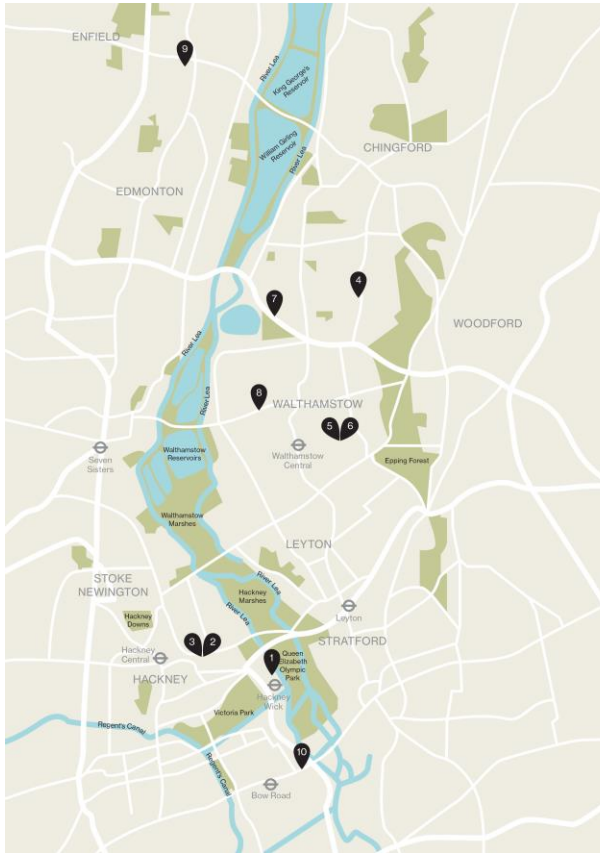 ENFIELD
9
River Lea
King George's
Reservoir
William Girling
Reservoir
River Lea
CHINGFORD
EDMONTON
4
7
WOODFORD
River Lea
River Lea
8
WALTHAMSTOW
5
6
Seven
Sisters
Walthamstow
Reservoirs
Walthamstow
Central
Epping Forest
Walthamstow
Marshes
LEYTON
STOKE
NEWINGTON
River Lea
Hackney
Marshes
River Lea
Leyton
Hackney
Downs
STRATFORD
3
2
Hackney
Central
1
Queen
Elizabeth
Olympic
Park
HACKNEY
Hackney
Wick
Victoria Park
Regent's Canal
10
Regent's Canal
Bow Road